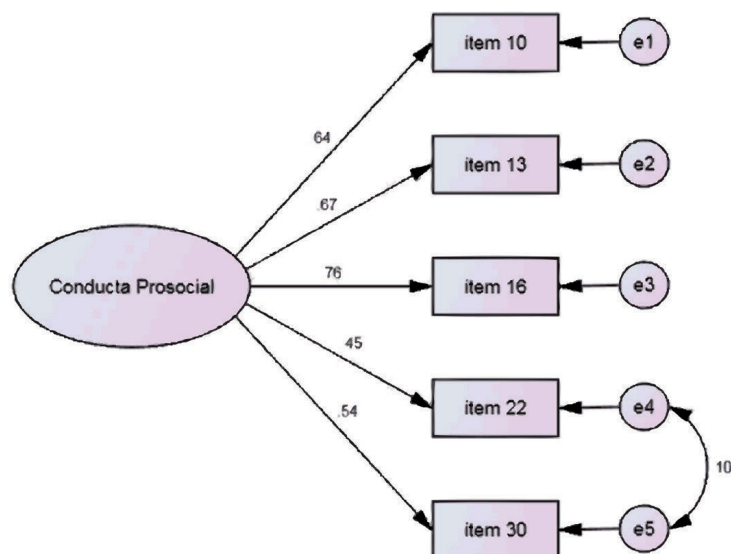 item 10
e1
64
item 13
e2
.67
Conducta Prosocial
76
item 16
e3
45
item 22
e4
.54
10
item 30
e5